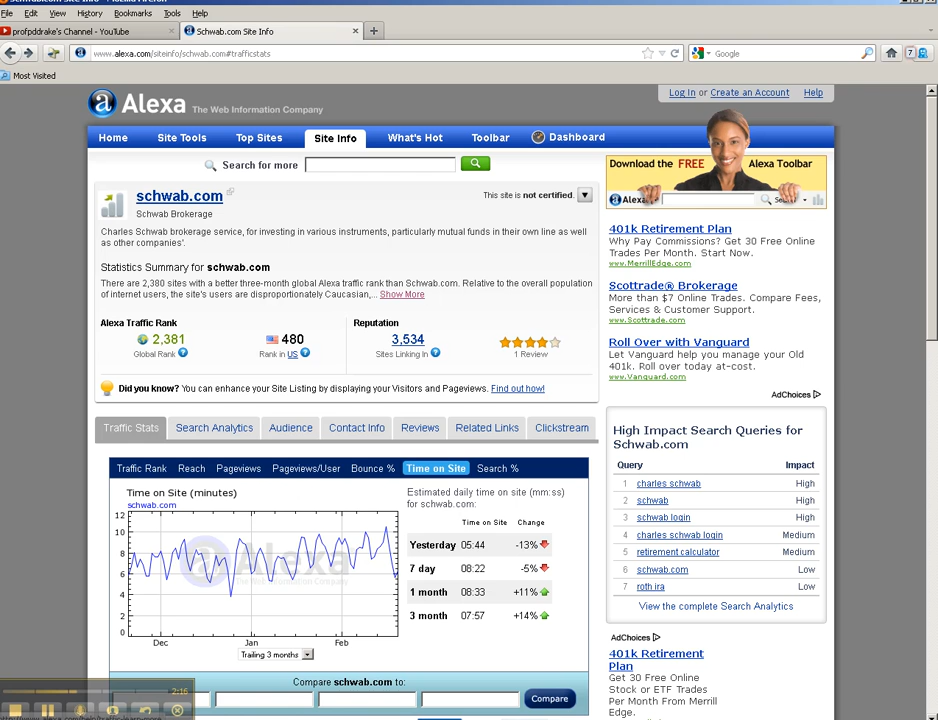 File Edit View History Bookmarks Tools Help
profpddrake's Channel - YouTube
Schwab.com Site Info
www.alexa.com/siteinfo/schwab.com#trafficstats
Google
7
Most Visited
Alexa The Web Information Company
Log In or Create an Account Help
Home Site Tools Top Sites Site Info What's Hot Toolbar Dashboard
Search for more
Download the FREE Alexa Toolbar
Alexa
schwab.com
This site is not certified.
Schwab Brokerage
Charles Schwab brokerage service, for investing in various instruments, particularly mutual funds in their own line as well
as other companies'.
Statistics Summary for schwab.com
There are 2,380 sites with a better three-month global Alexa traffic rank than Schwab.com. Relative to the overall population
of internet users, the site's users are disproportionately Caucasian,... Show More
Alexa Traffic Rank
2,381
Global Rank ?
480
Rank in US ?
Reputation
3,534
Sites Linking In ?
1 Review
Did you know? You can enhance your Site Listing by displaying your Visitors and Pageviews. Find out how!
401k Retirement Plan
Why Pay Commissions? Get 30 Free Online
Trades Per Month. Start Now.
www.MerrillEdge.com
Scottrade® Brokerage
More than $7 Online Trades. Compare Fees,
Services & Customer Support.
www.Scottrade.com
Roll Over with Vanguard
Let Vanguard help you manage your Old
401k. Roll over today at-cost.
www.Vanguard.com
AdChoices
Traffic Stats Search Analytics Audience Contact Info Reviews Related Links Clickstream
Traffic Rank Reach Pageviews Pageviews/User Bounce % Time on Site Search %
Time on Site (minutes)
schwab.com
12
10
8
6
4
2
0
Dec Jan Feb
Alexa
The Web Information Company
Trailing 3 months
Estimated daily time on site (mm:ss)
for schwab.com:
Time on Site Change
Yesterday 05:44 -13%
7 day 08:22 -5%
1 month 08:33 +11%
3 month 07:57 +14%
Compare schwab.com to:
Compare
High Impact Search Queries for
Schwab.com
Query Impact
1 charles schwab High
2 schwab High
3 schwab login High
4 charles schwab login Medium
5 retirement calculator Medium
6 schwab.com Low
7 roth ira Low
View the complete Search Analytics
AdChoices
401k Retirement
Plan
Get 30 Free Online
Stock or ETF Trades
Per Month from Merrill
Edge.
2:16